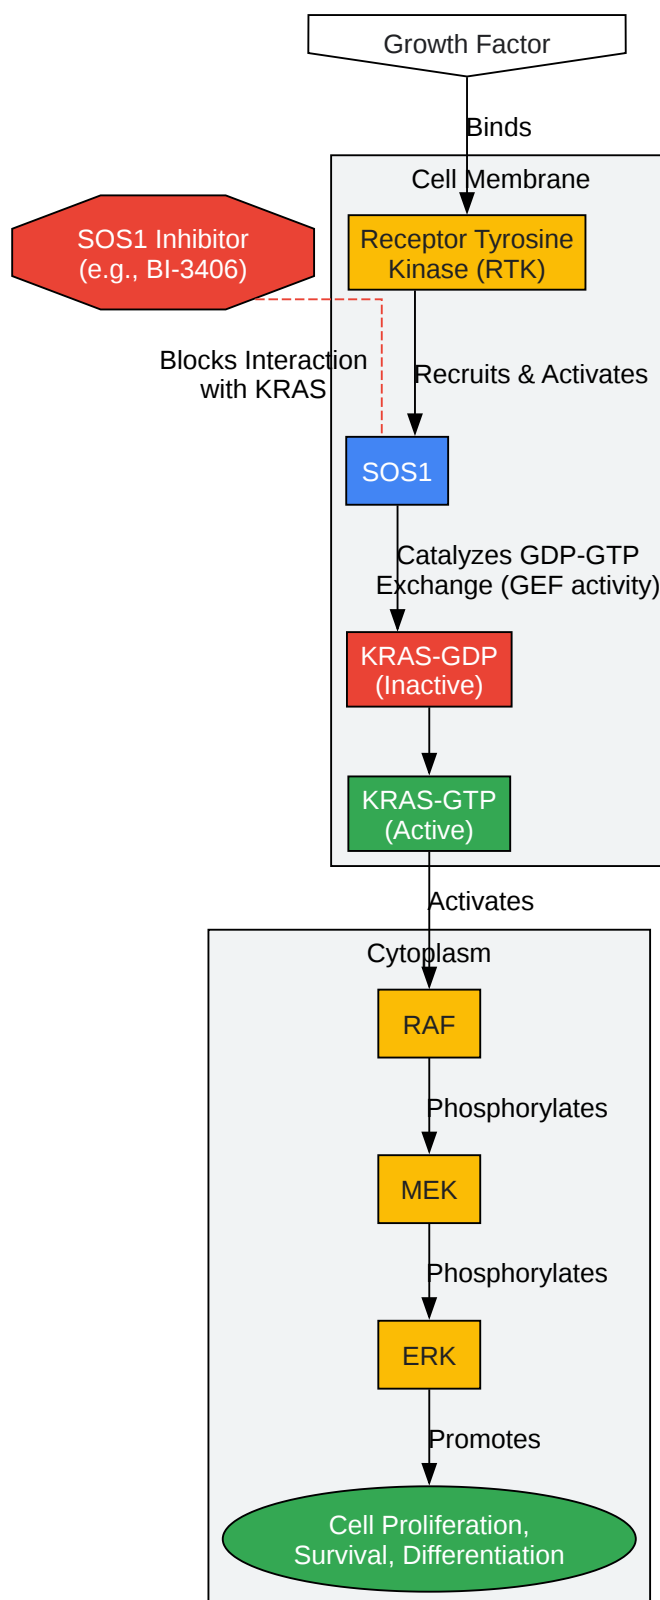 Growth Factor
Binds
Cell Membrane
SOS1 Inhibitor
(e.g., BI-3406)
Receptor Tyrosine
Kinase (RTK)
Blocks Interaction
with KRAS
Recruits & Activates
SOS1
Catalyzes GDP-GTP
Exchange (GEF activity)
KRAS-GDP
(Inactive)
KRAS-GTP
(Active)
Activates
Cytoplasm
RAF
Phosphorylates
MEK
Phosphorylates
ERK
Promotes
Cell Proliferation,
Survival, Differentiation